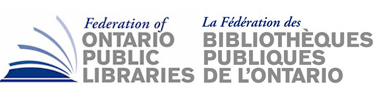 Federation of
ONTARIO
PUBLIC
LIBRARIES
La Fédération des
BIBLIOTHÈQUES
PUBLIQUES
DE L'ONTARIO